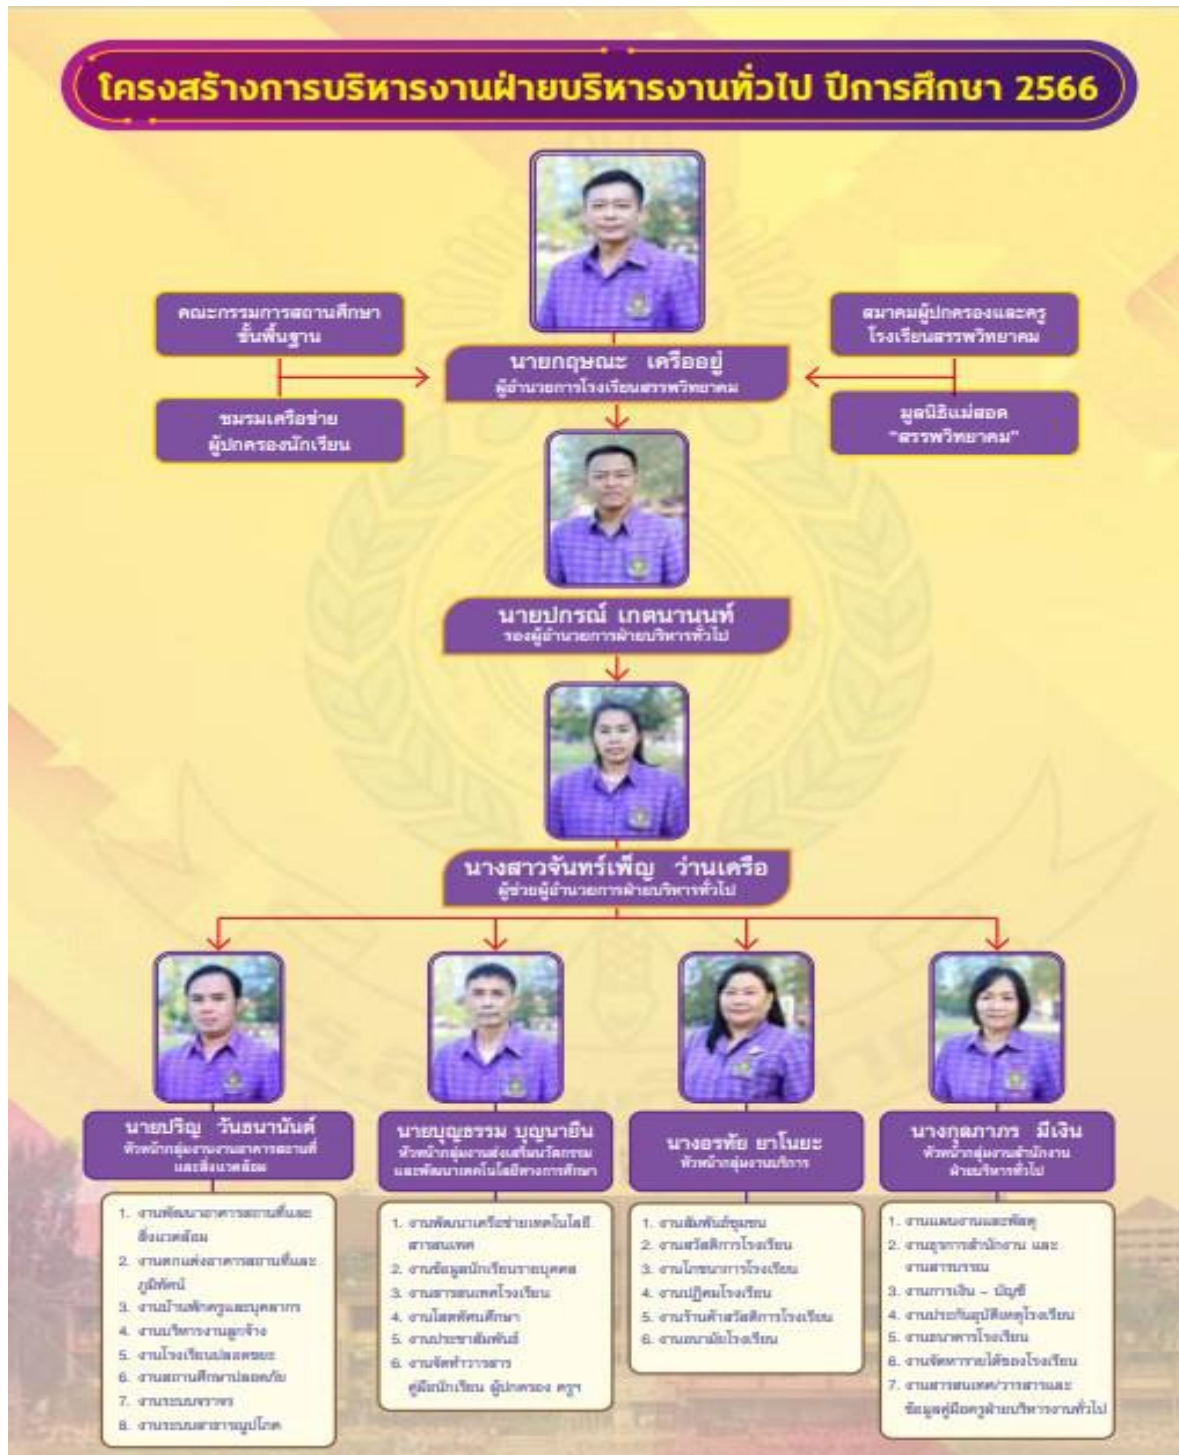 โครงสร้างการบริหารงานฝ่ายบริหารงานทั่วไป ปีการศึกษา 2566
คณะกรรมการสถานศึกษา
ขั้นพื้นฐาน
สมาคมผู้ปกครองและครู
โรงเรียนสรรพวิทยาคม
นายกฤษณะ เครืออยู่
ผู้อำนวยการโรงเรียนสรรพวิทยาคม
ชมรมเครือข่าย
ผู้ปกครองนักเรียน
มูลนิธิแม่สอด
“สรรพวิทยาคม”
นายปกรณ์ เกตนานนท์
รองผู้อำนวยการฝ่ายบริหารทั่วไป
นางสาวจันทร์เพ็ญ ว่านเครือ
ผู้ช่วยผู้อำนวยการฝ่ายบริหารทั่วไป
นายปริญ วันธนานันต์
หัวหน้ากลุ่มงานงานอาคารสถานที่
และสิ่งแวดล้อม
1. งานพัฒนาอาคารสถานที่และ
สิ่งแวดล้อม
2. งานตกแต่งอาคารสถานที่และ
ภูมิทัศน์
3. งานบ้านพักครูและบุคลากร
4. งานบริหารงานลูกจ้าง
5. งานโรงเรียนปลอดขยะ
6. งานสถานศึกษาปลอดภัย
7. งานระบบจราจร
8. งานระบบสาธารณูปโภค
นายบุญธรรม บุญนายืน
หัวหน้ากลุ่มงานส่งเสริมนวัตกรรม
และพัฒนาเทคโนโลยีทางการศึกษา
1. งานพัฒนาเครือข่ายเทคโนโลยี
สารสนเทศ
2. งานข้อมูลนักเรียนรายบุคคล
3. งานสารสนเทศโรงเรียน
4. งานโสตทัศนศึกษา
5. งานประชาสัมพันธ์
6. งานจัดทำวารสาร
คู่มือนักเรียน ผู้ปกครอง ครูฯ
นางอรทัย ยาโนยะ
หัวหน้ากลุ่มงานบริการ
1. งานสัมพันธ์ชุมชน
2. งานสวัสดิการโรงเรียน
3. งานโภชนาการโรงเรียน
4. งานปฏิคมโรงเรียน
5. งานร้านค้าสวัสดิการโรงเรียน
6. งานอนามัยโรงเรียน
นางกุลภาภร มีเงิน
หัวหน้ากลุ่มงานสำนักงาน
ฝ่ายบริหารทั่วไป
1. งานแผนงานและพัสดุ
2. งานธุรการสำนักงาน และ
งานสารบรรณ
3. งานการเงิน – บัญชี
4. งานประกันอุบัติเหตุโรงเรียน
5. งานธนาคารโรงเรียน
6. งานจัดหารายได้ของโรงเรียน
7. งานสารสนเทศ/วารสารและ
ข้อมูลคู่มือครูฝ่ายบริหารงานทั่วไป